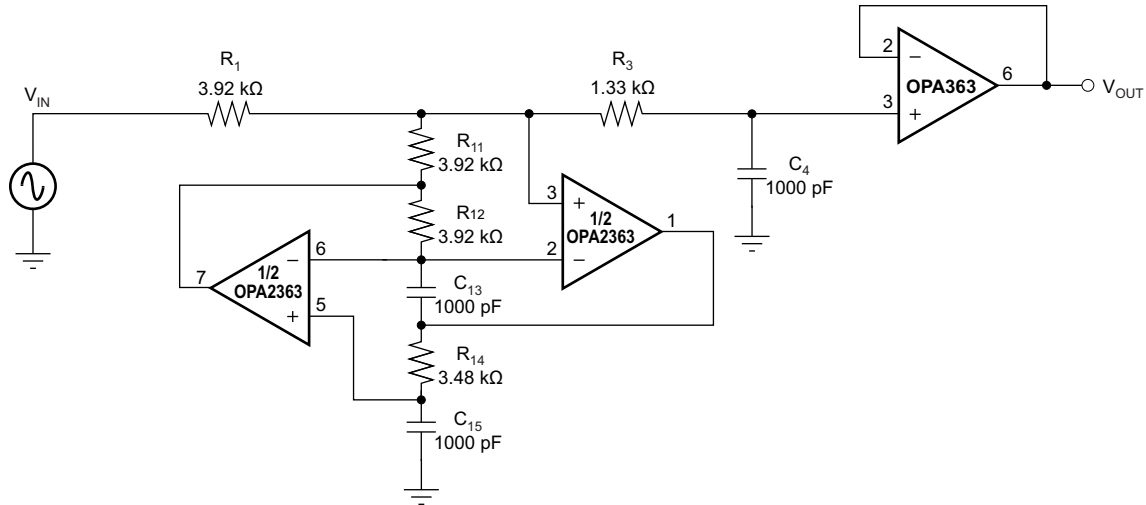 R1
3.92 kΩ
R3
1.33 kΩ
VIN
2
−
OPA363
6
VOUT
3
+
R11
3.92 kΩ
C4
1000 pF
R12
3.92 kΩ
3
+
1/2
OPA2363
1
2
−
6
−
1/2
OPA2363
7
5
+
C13
1000 pF
R14
3.48 kΩ
C15
1000 pF